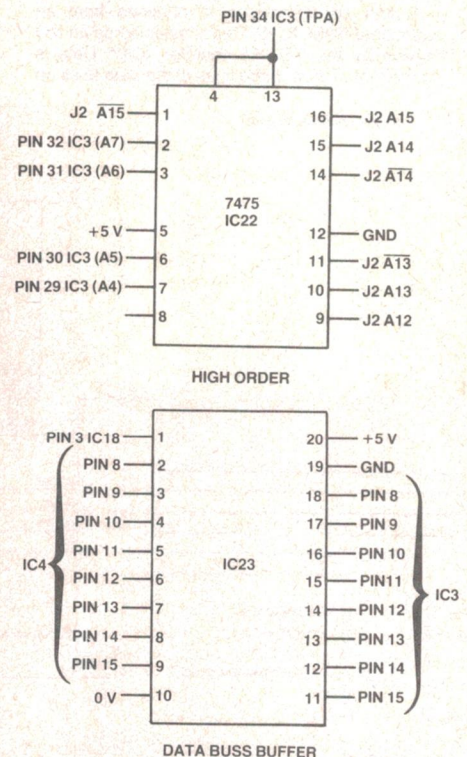 PIN 34 IC3 (TPA)
4 13
J2 A̅1̅5̅ 1 16 J2 A15
PIN 32 IC3 (A7) 2 15 J2 A14
PIN 31 IC3 (A6) 3 14 J2 A̅1̅4̅
7475
IC22
+5 V 5 12 GND
PIN 30 IC3 (A5) 6 11 J2 A̅1̅3̅
PIN 29 IC3 (A4) 7 10 J2 A13
8 9 J2 A12
HIGH ORDER
PIN 3 IC18 1 20 +5 V
PIN 8 2 19 GND
PIN 9 3 18 PIN 8
PIN 10 4 17 PIN 9
PIN 11 5 16 PIN 10
IC4 PIN 12 6 IC23 15 PIN11 IC3
PIN 13 7 14 PIN 12
PIN 14 8 13 PIN 13
PIN 15 9 12 PIN 14
0 V 10 11 PIN 15
DATA BUSS BUFFER